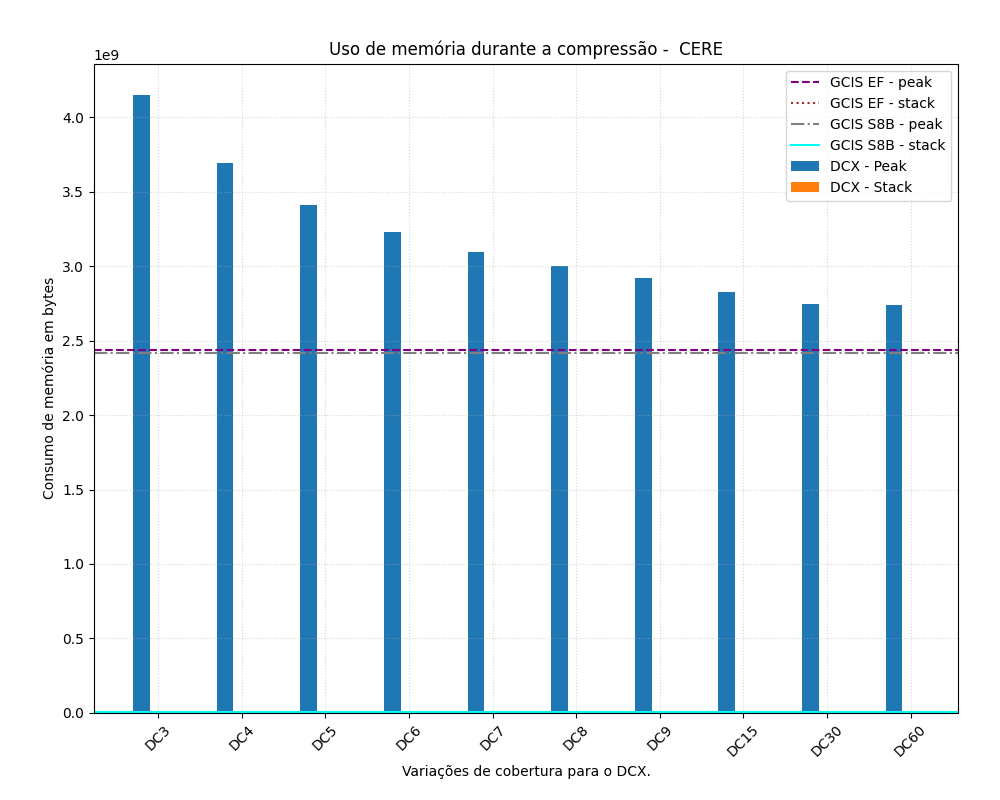 Uso de memória durante a compressão -  CERE
1e9
GCIS EF - peak
GCIS EF - stack
GCIS S8B - peak
GCIS S8B - stack
DCX - Peak
DCX - Stack
4.0
3.5
3.0
2.5
2.0
1.5
1.0
0.5
0.0
Consumo de memória em bytes
DC3
DC4
DC5
DC6
DC7
DC8
DC9
DC15
DC30
DC60
Variações de cobertura para o DCX.